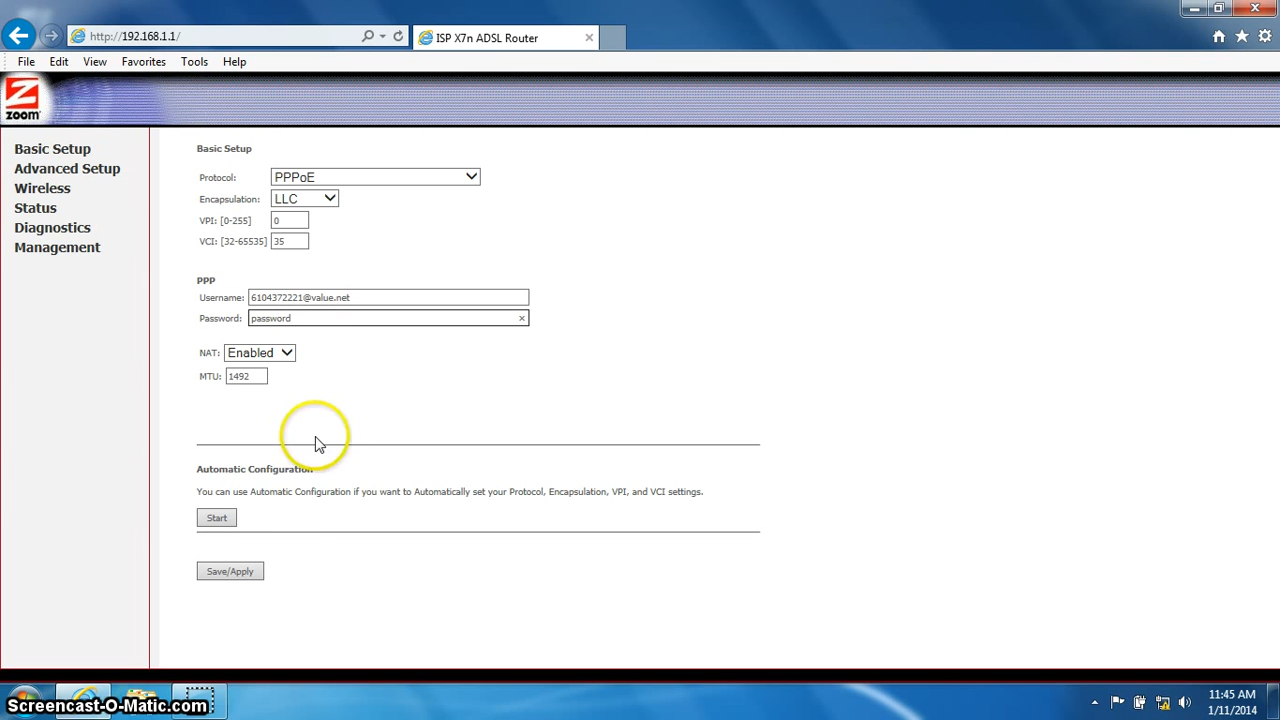 http://192.168.1.1/
ISP X7n ADSL Router
File Edit View Favorites Tools Help
Z
zoom
Basic Setup
Advanced Setup
Wireless
Status
Diagnostics
Management
Basic Setup
Protocol: PPPoE
Encapsulation: LLC
VPI: [0-255] 0
VCI: [32-65535] 35
PPP
Username: 6104372221@value.net
Password: password
NAT: Enabled
MTU: 1492
Automatic Configuration
You can use Automatic Configuration if you want to Automatically set your Protocol, Encapsulation, VPI, and VCI settings.
Start
Save/Apply
Screencast-O-Matic.com
11:45 AM
1/11/2014